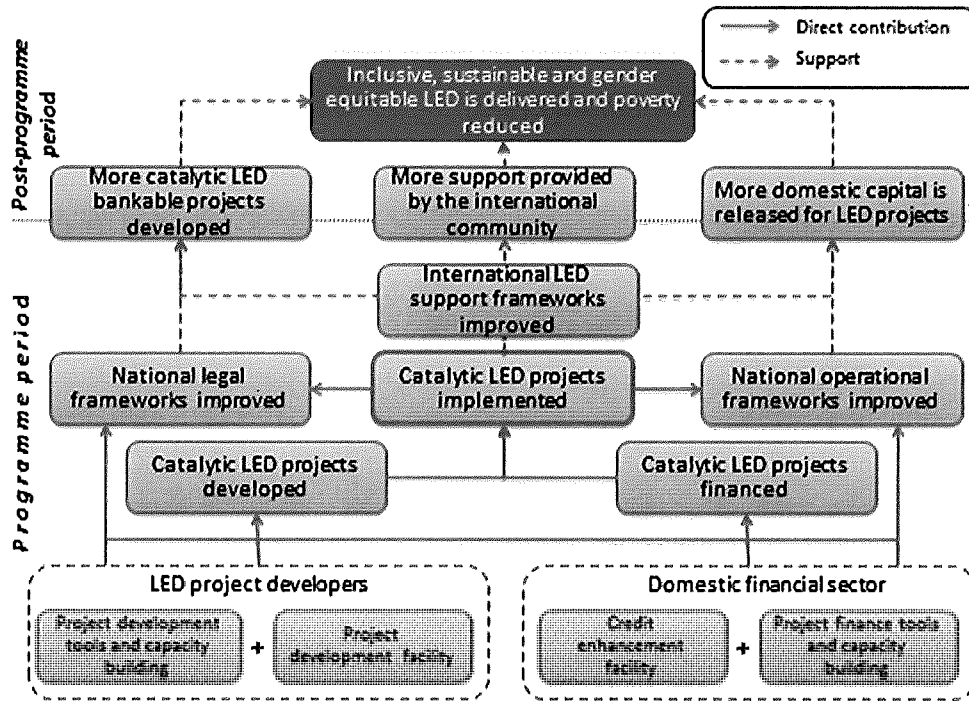 Direct contribution
Support
Post-programme
period
Inclusive, sustainable and gender
equitable LED is delivered and poverty
reduced
More catalytic LED
bankable projects
developed
More support provided
by the international
community
More domestic capital is
released for LED projects
Programme period
International LED
support frameworks
improved
National legal
frameworks improved
Catalytic LED projects
implemented
National operational
frameworks improved
Catalytic LED projects
developed
Catalytic LED projects
financed
LED project developers
Project development
tools and capacity
building
+
Project
development facility
Domestic financial sector
Credit
enhancement
facility
+
Project finance tools
and capacity
building